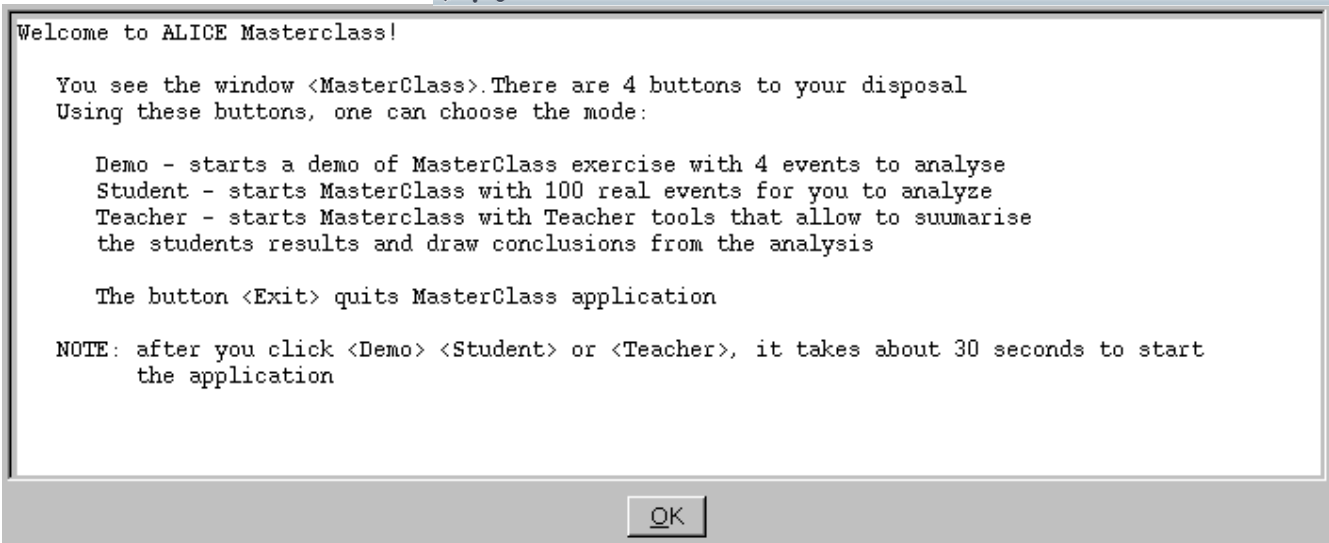 Welcome to ALICE Masterclass!
You see the window <MasterClass>.There are 4 buttons to your disposal
Using these buttons, one can choose the mode:
Demo - starts a demo of MasterClass exercise with 4 events to analyse
Student - starts MasterClass with 100 real events for you to analyze
Teacher - starts Masterclass with Teacher tools that allow to suumarise
the students results and draw conclusions from the analysis
The button <Exit> quits MasterClass application
NOTE: after you click <Demo> <Student> or <Teacher>, it takes about 30 seconds to start
the application
OK